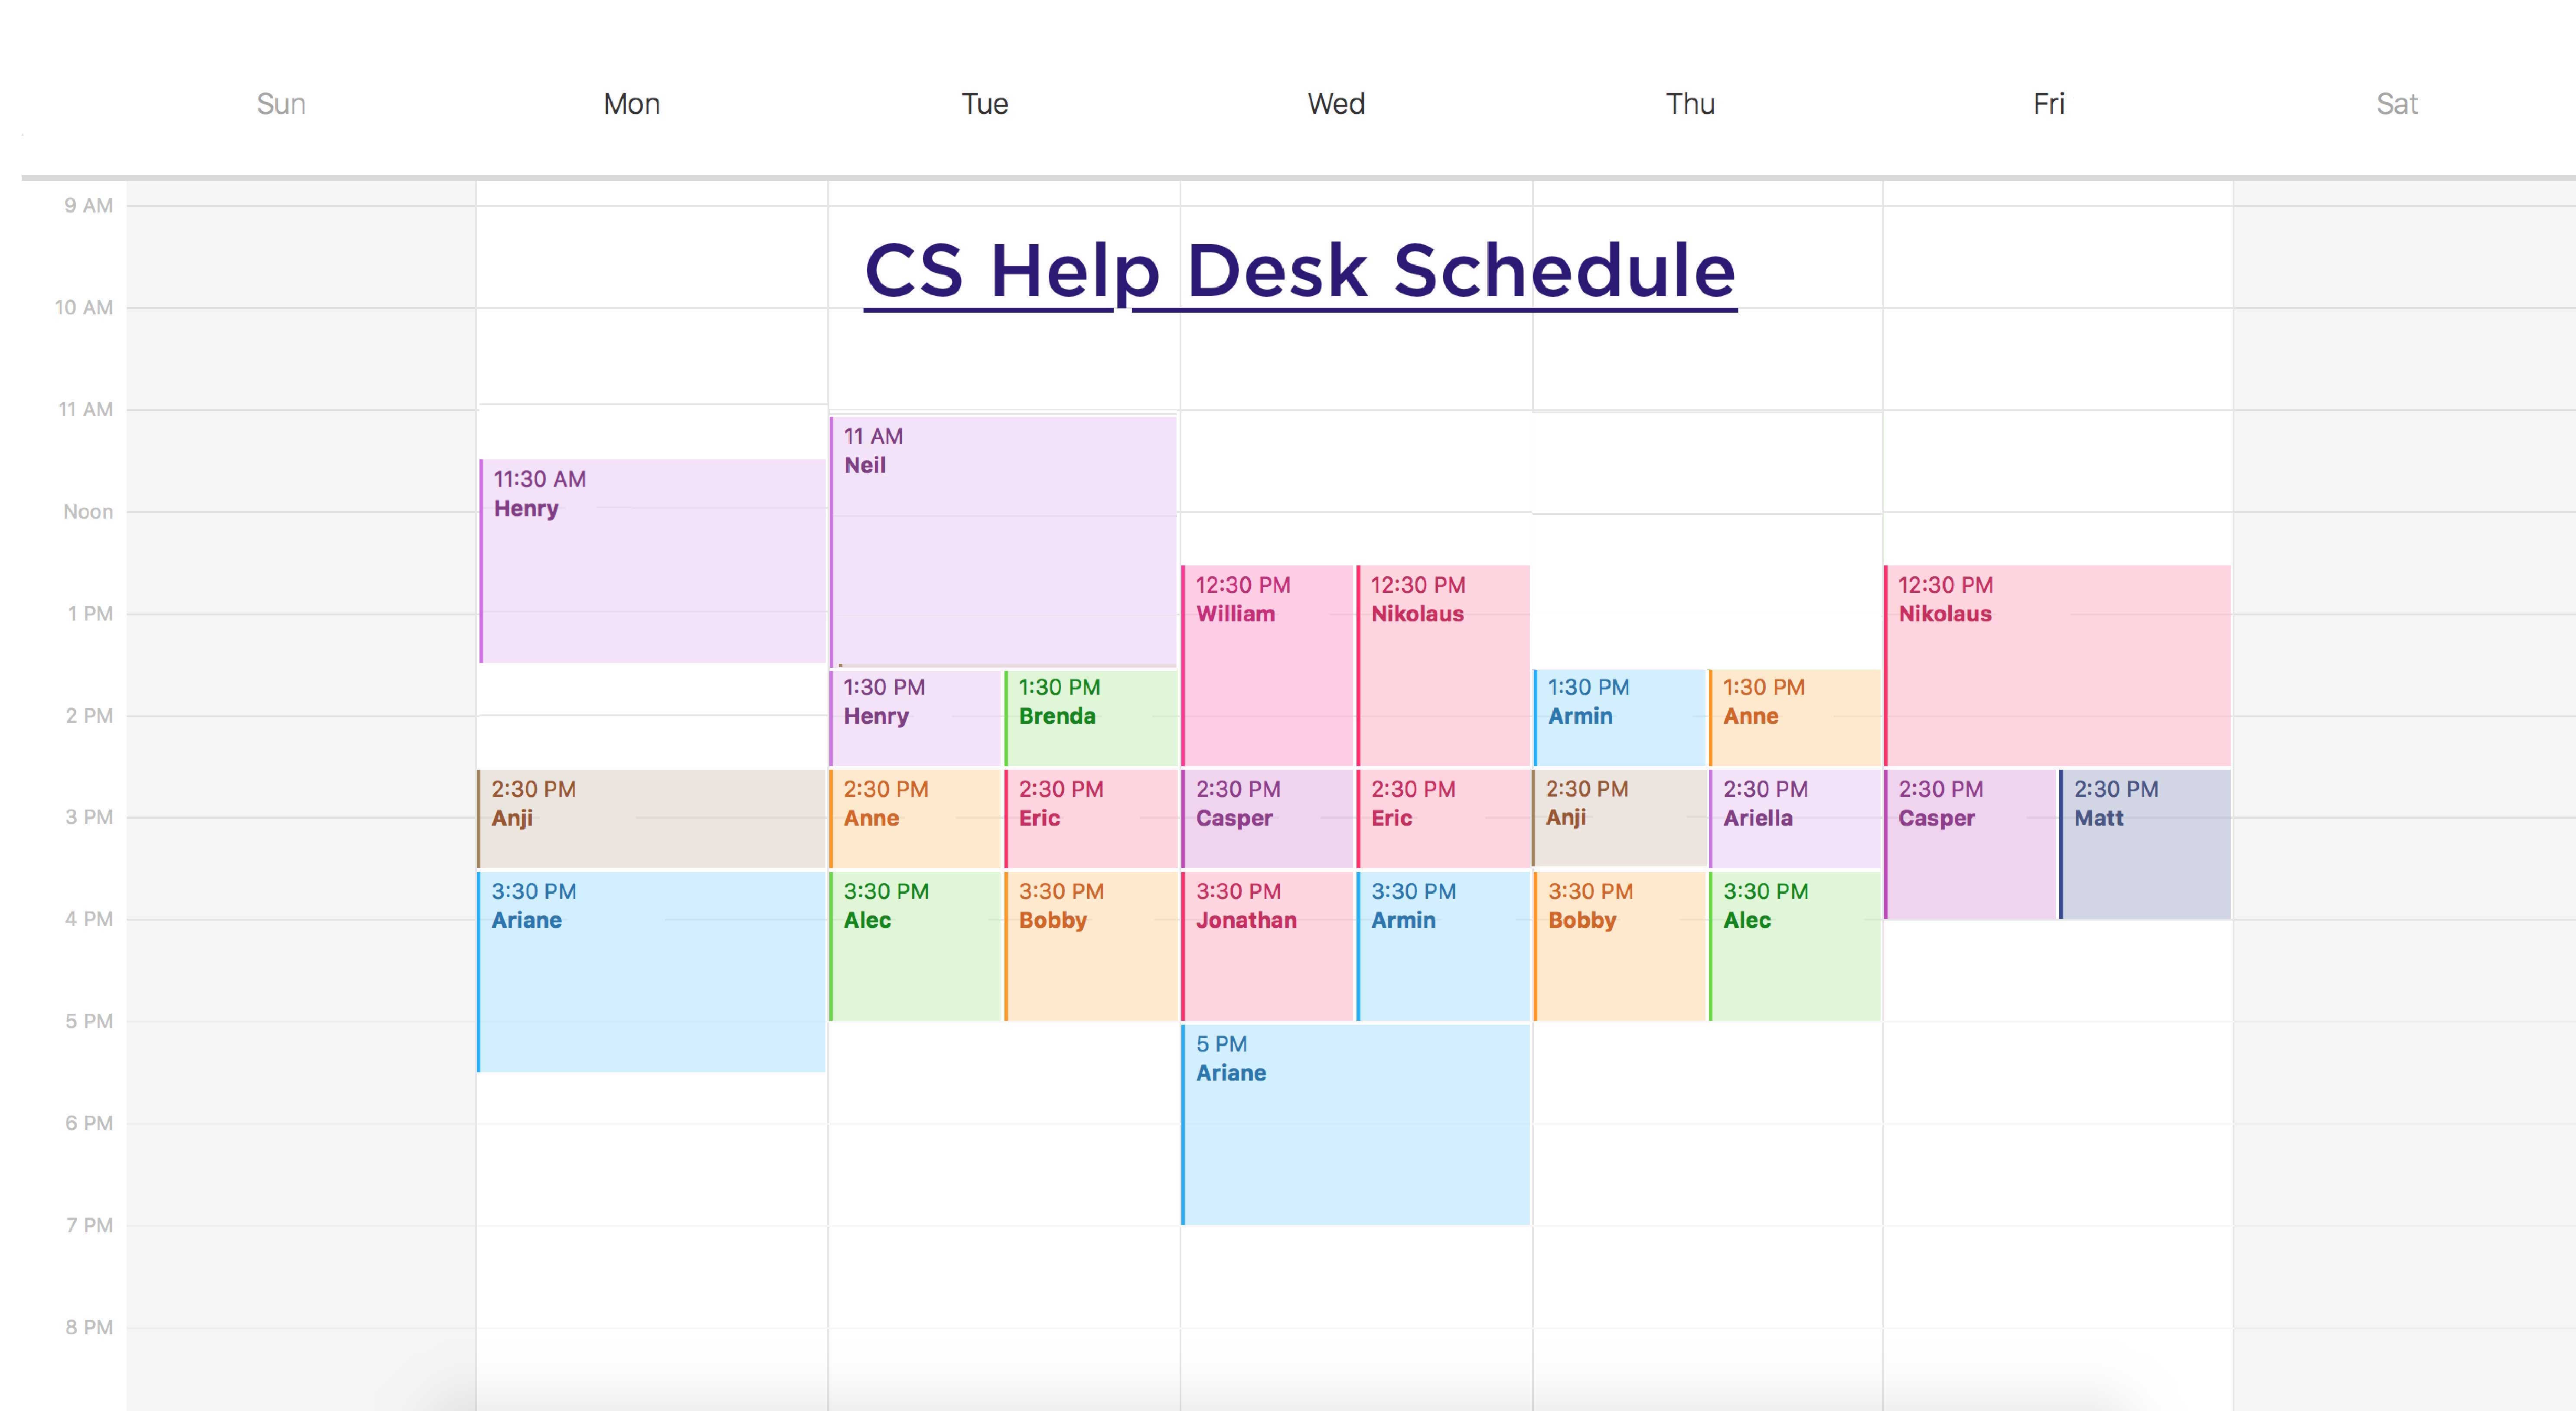 Sun
Mon
Tue
Wed
Thu
Fri
Sat
9 AM
CS Help Desk Schedule
10 AM
11 AM
11 AM
Neil
11:30 AM
Henry
Noon
12:30 PM
William
12:30 PM
Nikolaus
12:30 PM
Nikolaus
1 PM
1:30 PM
Henry
1:30 PM
Brenda
1:30 PM
Armin
1:30 PM
Anne
2 PM
2:30 PM
Anji
2:30 PM
Anne
2:30 PM
Eric
2:30 PM
Casper
2:30 PM
Eric
2:30 PM
Anji
2:30 PM
Ariella
2:30 PM
Casper
2:30 PM
Matt
3 PM
3:30 PM
Ariane
3:30 PM
Alec
3:30 PM
Bobby
3:30 PM
Jonathan
3:30 PM
Armin
3:30 PM
Bobby
3:30 PM
Alec
4 PM
5 PM
5 PM
Ariane
6 PM
7 PM
8 PM